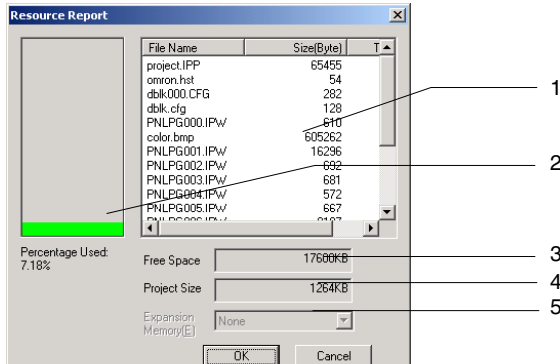 Resource Report
File Name Size(Byte) T
project.IPP 65455
omron.hst 54
dblk000.CFG 282
dblk.cfg 128
PNLPG000.IPW 610
color.bmp 605262
PNLPG001.IPW 16296
PNLPG002.IPW 692
PNLPG003.IPW 681
PNLPG004.IPW 572
PNLPG005.IPW 667
Percentage Used:
7.18%
Free Space 17600KB
Project Size 1264KB
Expansion
Memory(E) None
OK Cancel
1
2
3
4
5